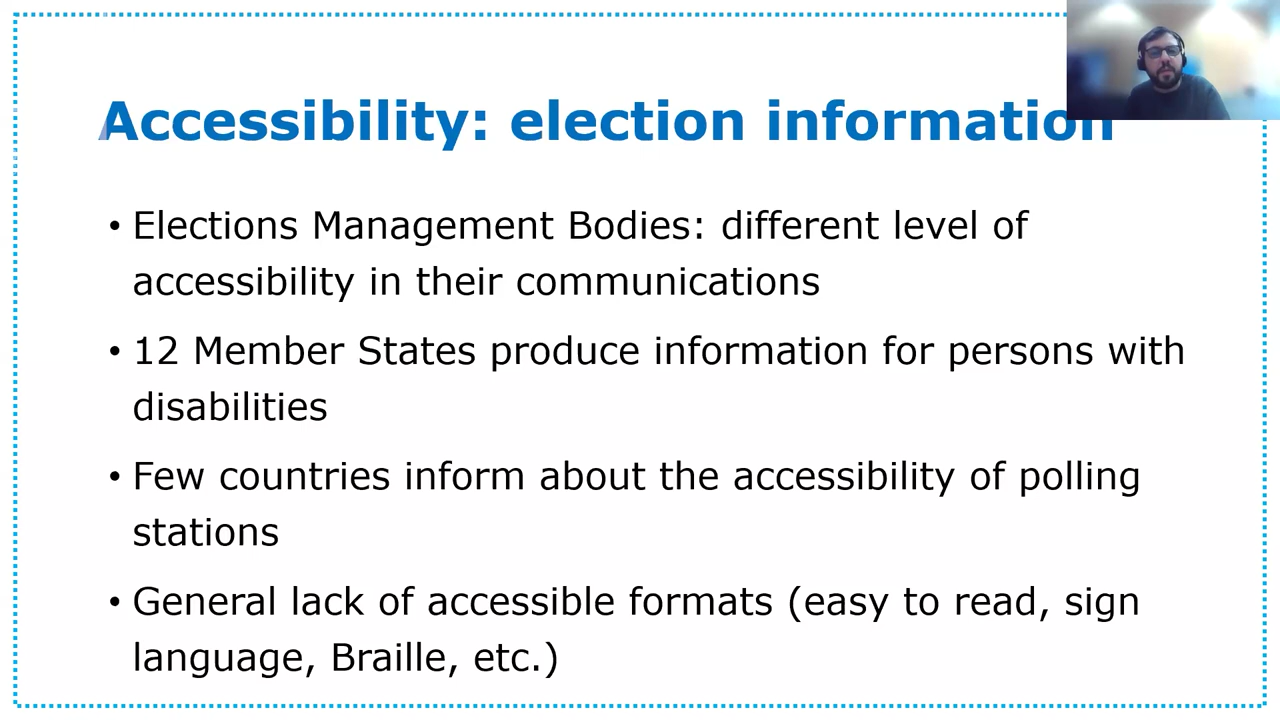 Accessibility: election information
• Elections Management Bodies: different level of
accessibility in their communications
• 12 Member States produce information for persons with
disabilities
• Few countries inform about the accessibility of polling
stations
• General lack of accessible formats (easy to read, sign
language, Braille, etc.)